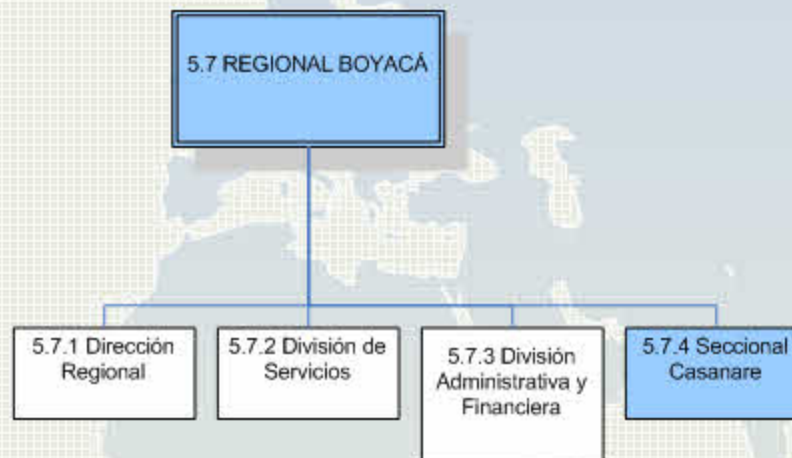 5.7 REGIONAL BOYACÁ
5.7.1 Dirección
Regional
5.7.2 División de
Servicios
5.7.3 División
Administrativa y
Financiera
5.7.4 Seccional
Casanare